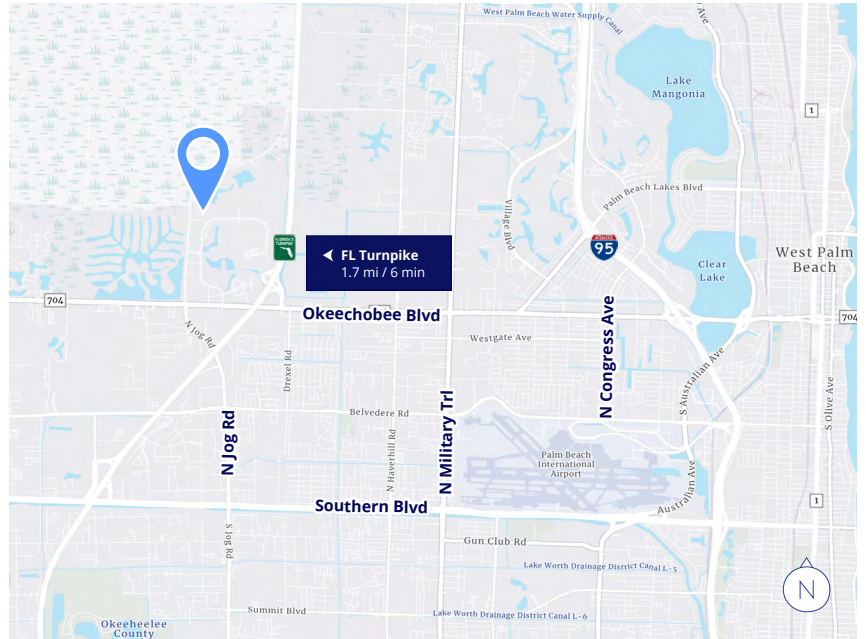 West Palm Beach Water Supply Canal
Ave
Lake
Mangonia
1
Palm Beach Lakes Blvd
Village Blvd
FLORIDA'S
TURNPIKE
FL Turnpike
1.7 mi / 6 min
INTERSTATE
95
Clear
Lake
West Palm
Beach
704
Okeechobee Blvd
704
N Jog Rd
Westgate Ave
N Congress Ave
Drexel Rd
S Australian Ave
S Olive Ave
Belvedere Rd
N Jog Rd
N Haverhill Rd
N Military Trl
Palm Beach
International
Airport
Australian Ave
1
Southern Blvd
S Jog Rd
Gun Club Rd
Lake Worth Drainage District Canal L-5
N
Summit Blvd
Lake Worth Drainage District Canal L-6
Okeeheelee
County